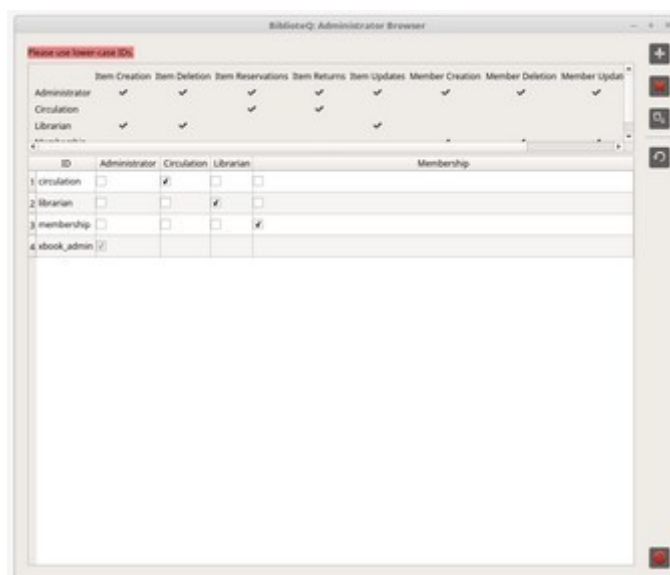 BiblioteQ: Administrator Browser
Please use lower-case IDs.
Item Creation Item Deletion Item Reservations Item Returns Item Updates Member Creation Member Deletion Member Updat
Administrator
Circulation
Librarian
ID Administrator Circulation Librarian Membership
1 circulation
2 librarian
3 membership
4 xbook_admin